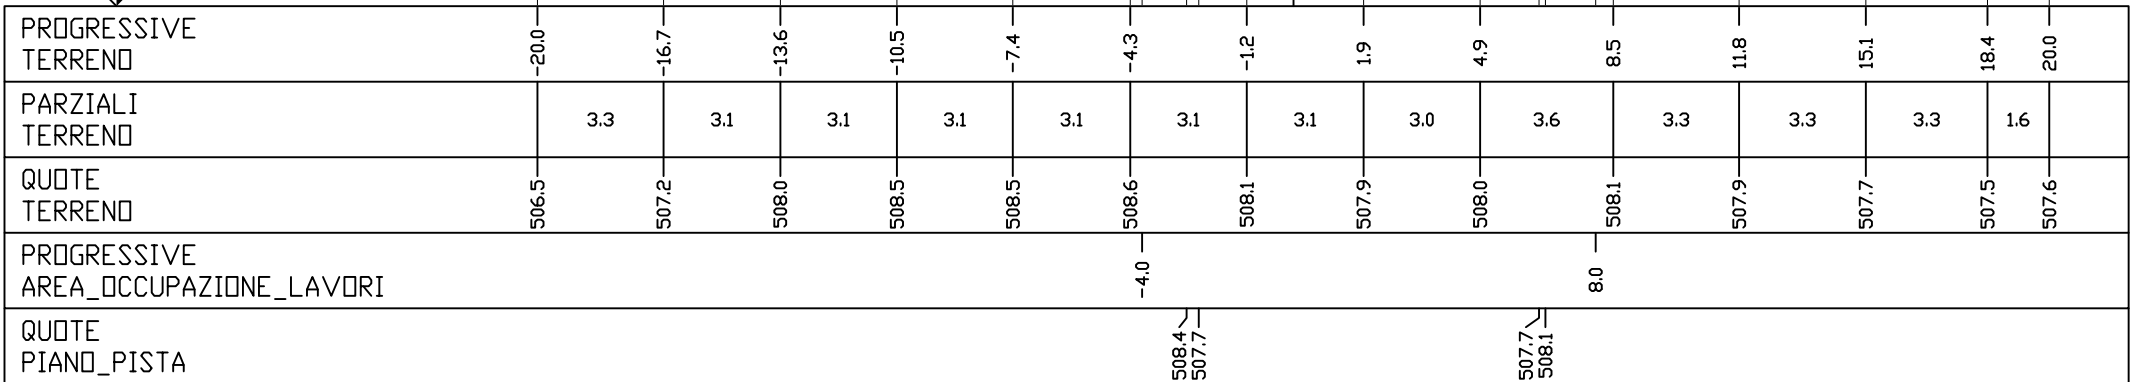 PROGRESSIVE
TERRENO
-20.0 -16.7 -13.6 -10.5 -7.4 -4.3 -1.2 1.9 4.9 8.5 11.8 15.1 18.4 20.0
PARZIALI
TERRENO
3.3 3.1 3.1 3.1 3.1 3.1 3.1 3.0 3.6 3.3 3.3 3.3 1.6
QUOTE
TERRENO
506.5 507.2 508.0 508.5 508.5 508.6 508.1 507.9 508.0 508.1 507.9 507.7 507.5 507.6
PROGRESSIVE
AREA_OCCUPAZIONE_LAVORI
-4.0 8.0
QUOTE
PIANO_PISTA
508.4 507.7 507.7 508.1